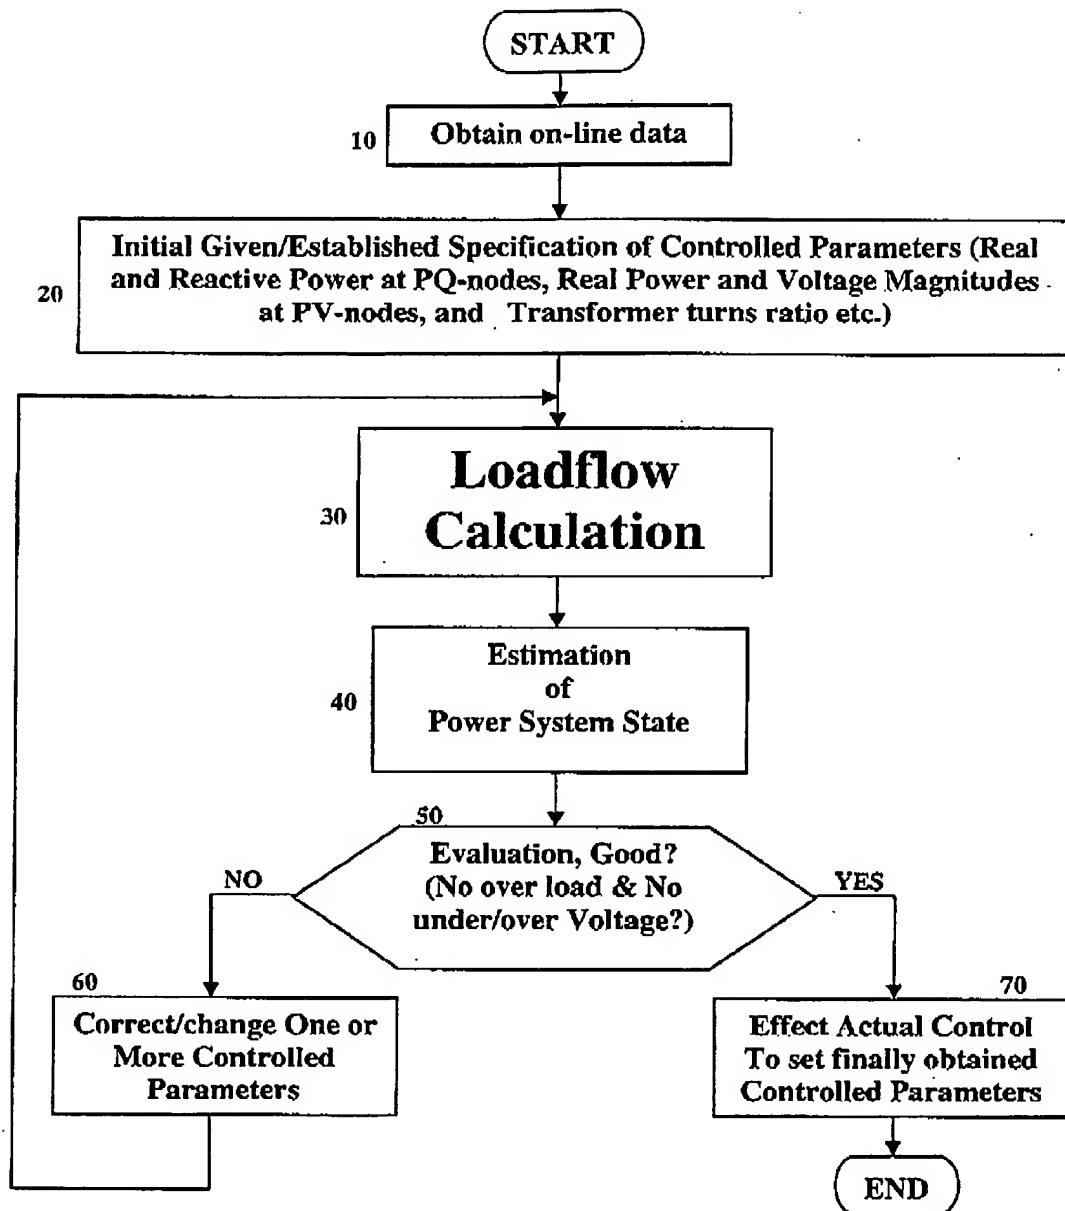 START
10
Obtain on-line data
Initial Given/Established Specification of Controlled Parameters (Real
and Reactive Power at PQ-nodes, Real Power and Voltage Magnitudes
20
at PV-nodes, and Transformer turns ratio etc.)
Loadflow
Calculation
30
Estimation
of
Power System State
40
50
Evaluation, Good?
(No over load & No
under/over Voltage?)
NO
YES
60
Correct/change One or
More Controlled
Parameters
70
Effect Actual Control
To set finally obtained
Controlled Parameters
END